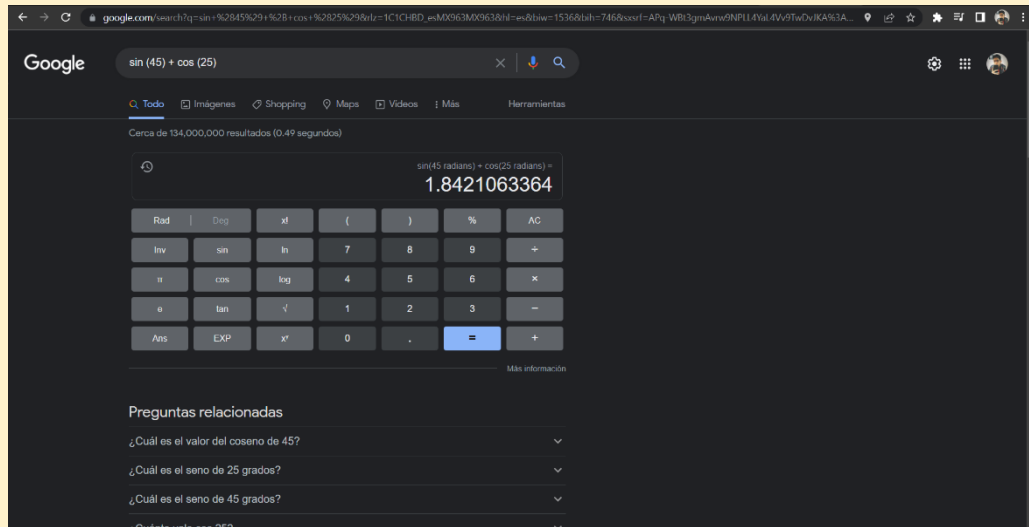 google.com/search?q=sin+%2845%29+%2B+cos+%2825%29&rlz=1C1CHBD_esMX963MX963&hl=es&biw=1536&bih=746&sxsrf=
Google
sin (45) + cos (25)
Todo Imágenes Shopping Maps Videos Más Herramientas
Cerca de 134,000,000 resultados (0.49 segundos)
sin(45 radians) + cos(25 radians) =
1.8421063364
Rad | Deg x! ( ) % AC
Inv sin ln 7 8 9 ÷
π cos log 4 5 6 ×
e tan √ 1 2 3 −
Ans EXP xʸ 0 . = +
Más información
Preguntas relacionadas
¿Cuál es el valor del coseno de 45?
¿Cuál es el seno de 25 grados?
¿Cuál es el seno de 45 grados?